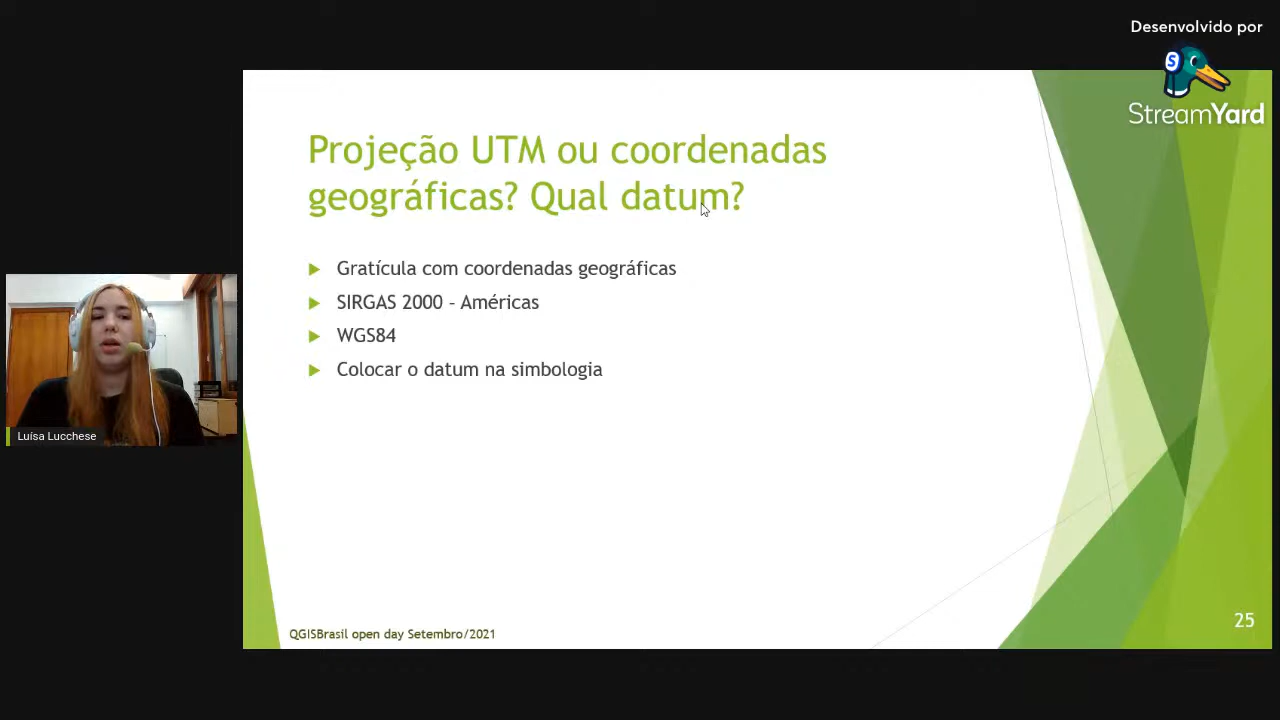 Desenvolvido por
StreamYard
Projeção UTM ou coordenadas
geográficas? Qual datum?
Gratícula com coordenadas geográficas
SIRGAS 2000 - Américas
WGS84
Colocar o datum na simbologia
Luísa Lucchese
QGISBrasil open day Setembro/2021
25